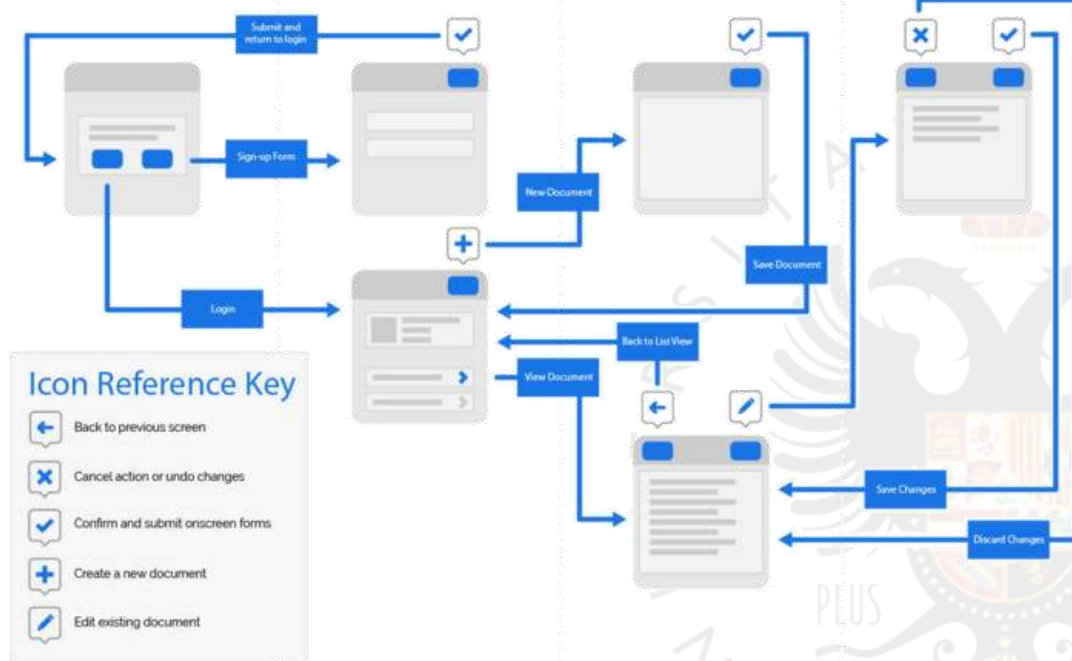 Submit and
return to login
Sign-up Form
New Document
Save Document
Login
Back to List View
View Document
Save Changes
Discard Changes
Icon Reference Key
Back to previous screen
Cancel action or undo changes
Confirm and submit onscreen forms
Create a new document
Edit existing document
PLUS